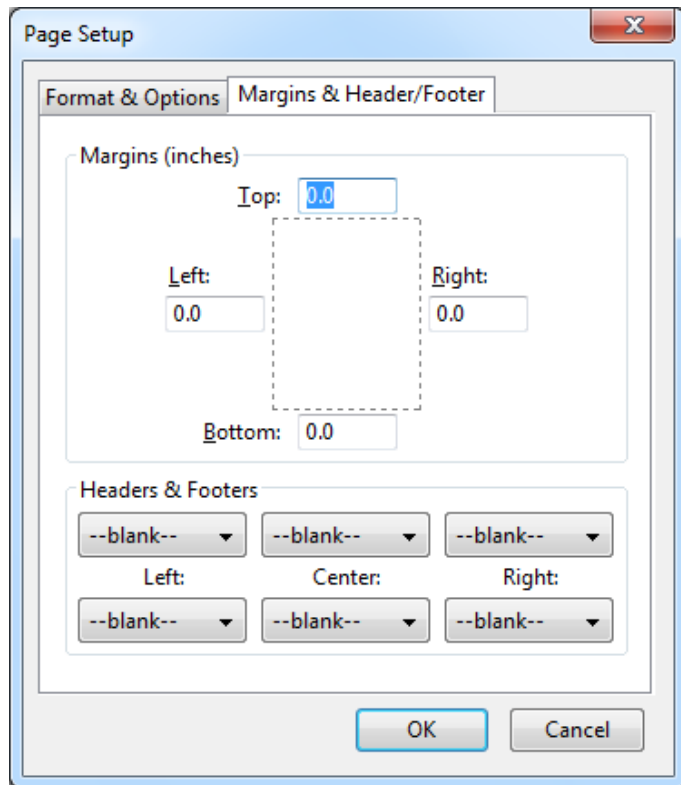 Page Setup
Format & Options Margins & Header/Footer
Margins (inches)
Top: 0.0
Left: Right:
0.0 0.0
Bottom: 0.0
Headers & Footers
--blank-- --blank-- --blank--
Left: Center: Right:
--blank-- --blank-- --blank--
OK Cancel